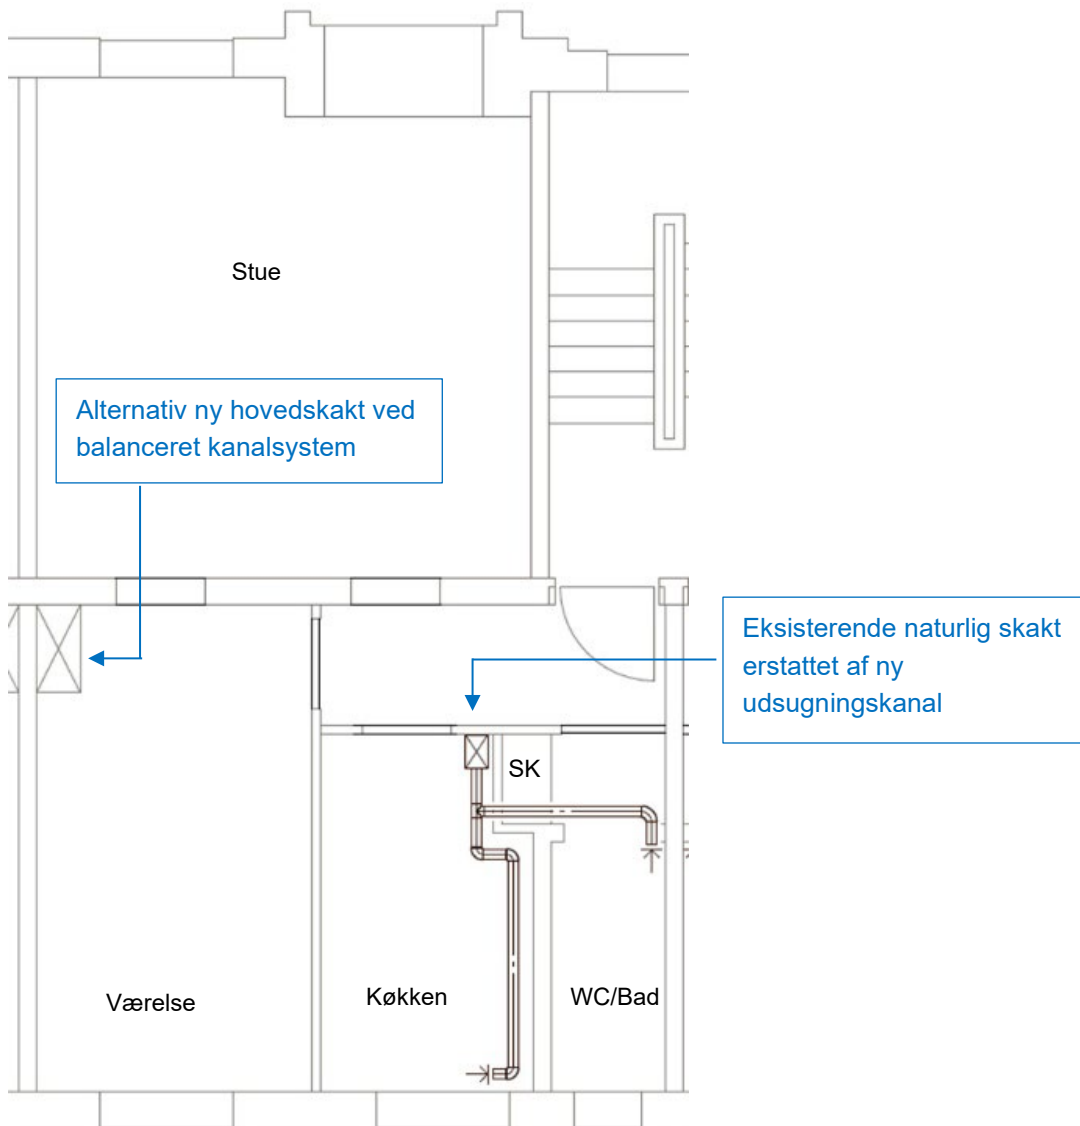 Stue
Alternativ ny hovedskakt ved
balanceret kanalsystem
Eksisterende naturlig skakt
erstattet af ny
udsugningskanal
SK
Værelse
Køkken
WC/Bad